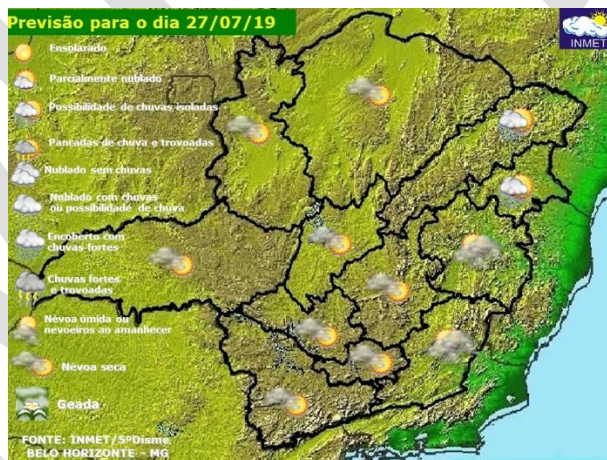 Previsão para o dia 27/07/19
INMET
Ensolarado
Parcialmente nublado
Possibilidade de chuvas isoladas
Pancadas de chuva e trovoadas
Nublado sem chuvas
Nublado com chuvas
ou possibilidade de chuva
Encoberto com
chuvas fortes
Chuvas fortes
e trovoadas
Névoa úmida ou
nevoeiros ao amanhecer
Névoa seca
Geada
FONTE: INMET/5ºDisme
BELO HORIZONTE - MG